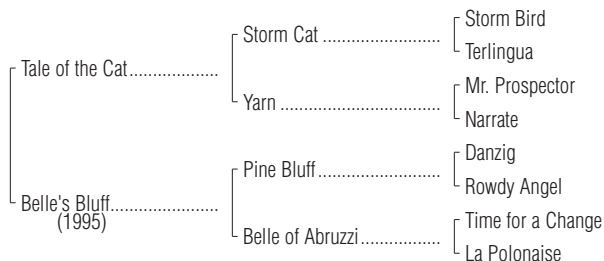 Storm Bird
Storm Cat ........................
Terlingua
Tale of the Cat..................
Mr. Prospector
Yarn ................................
Narrate
Danzig
Pine Bluff.........................
Rowdy Angel
Belle's Bluff......................
(1995)
Time for a Change
Belle of Abruzzi................
La Polonaise